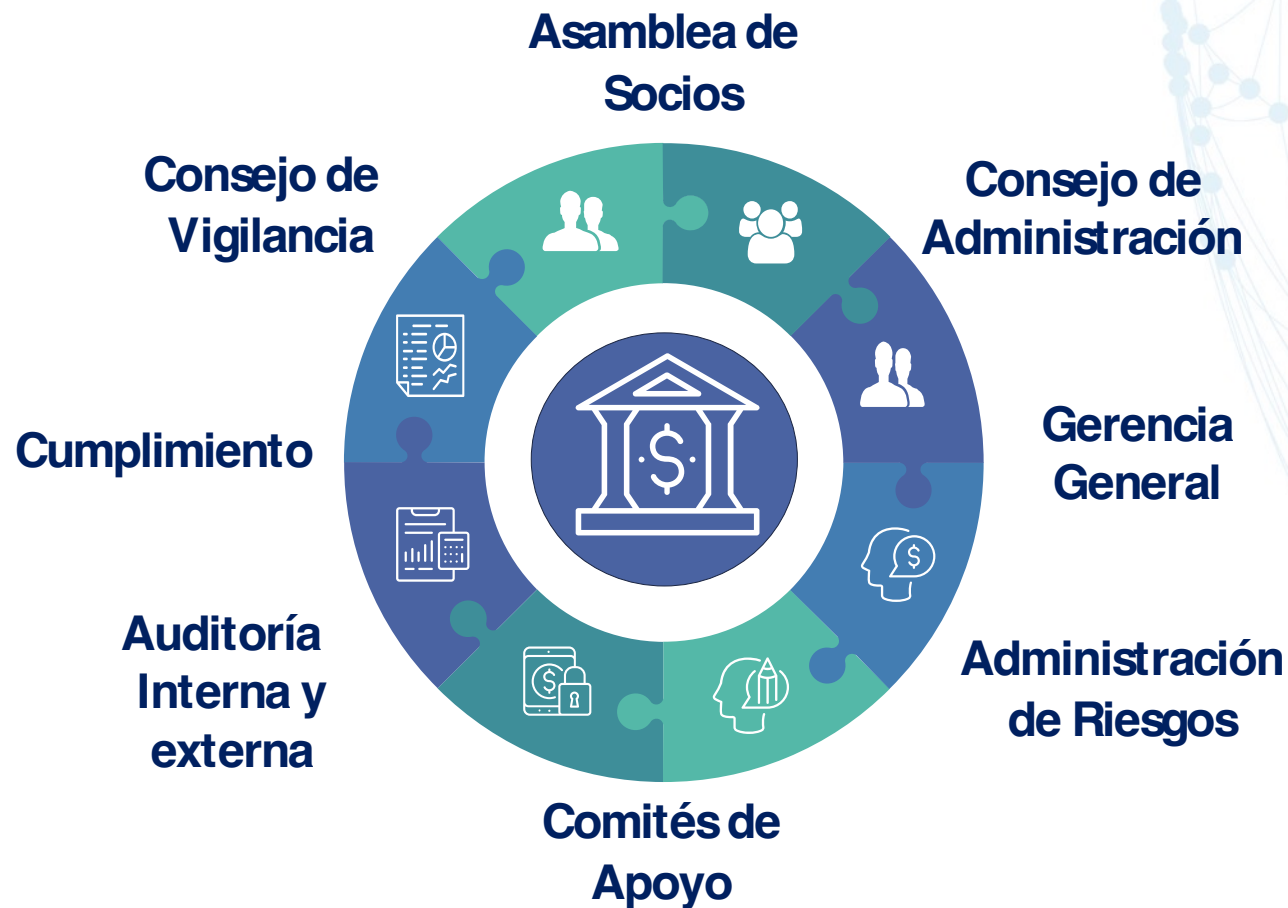 Asamblea de
Socios
Consejo de
Administración
Gerencia
General
Administración
de Riesgos
Comités de
Apoyo
Auditoría
Interna y
externa
Cumplimiento
Consejo de
Vigilancia
$
$
$